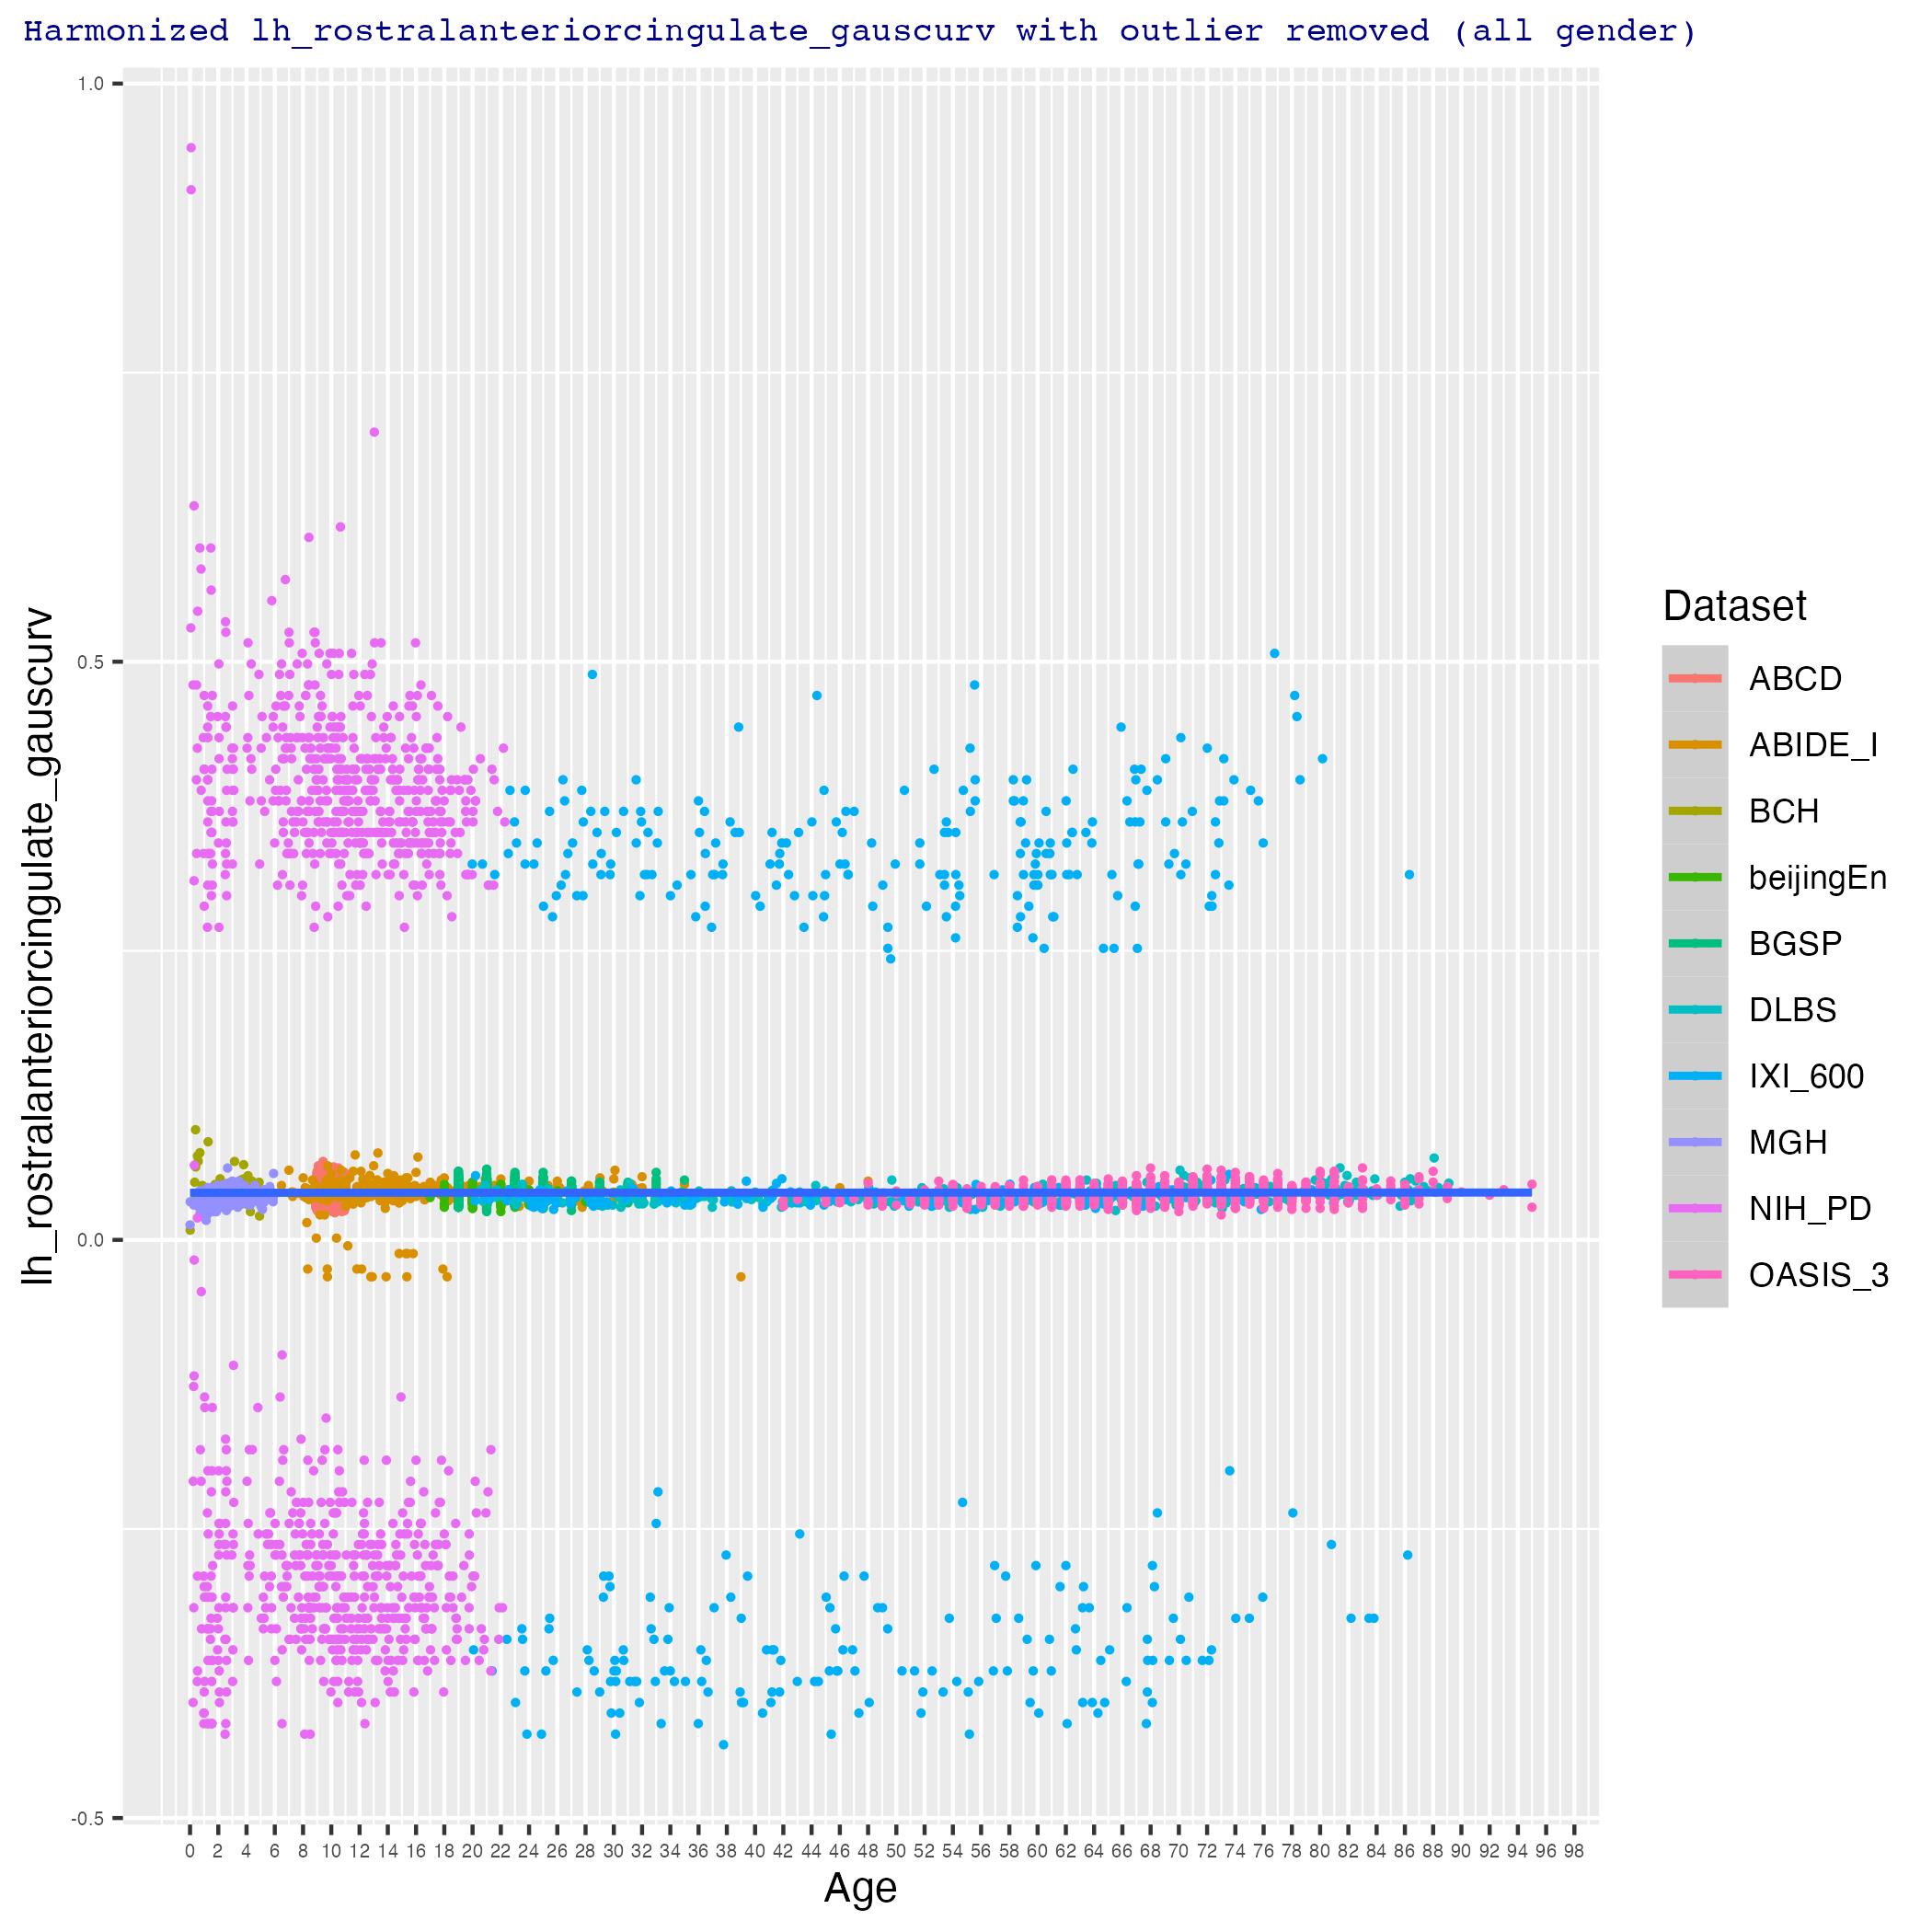 Harmonized lh_rostralanteriorcingulate_gauscurv with outlier removed (all gender)
lh_rostralanteriorcingulate_gauscurv
1.0
0.5
0.0
-0.5
0 2 4 6 8 10 12 14 16 18 20 22 24 26 28 30 32 34 36 38 40 42 44 46 48 50 52 54 56 58 60 62 64 66 68 70 72 74 76 78 80 82 84 86 88 90 92 94 96 98
Age
Dataset
ABCD
ABIDE_I
BCH
beijingEn
BGSP
DLBS
IXI_600
MGH
NIH_PD
OASIS_3